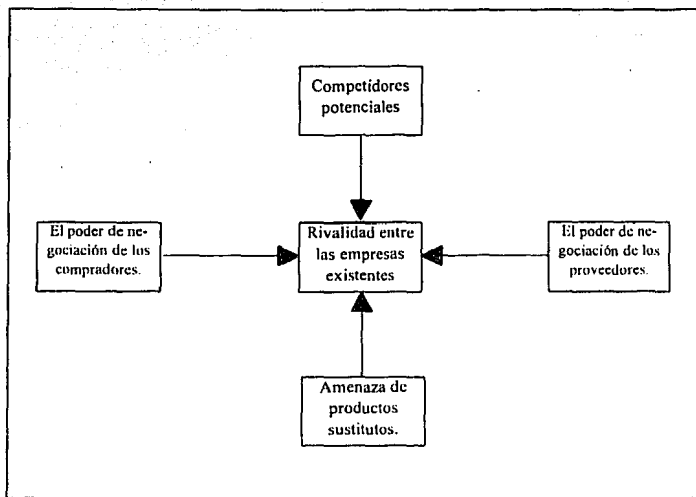 Competidores
potenciales
El poder de ne-
gociación de los
compradores.
Rivalidad entre
las empresas
existentes
El poder de ne-
gociación de los
proveedores.
Amenaza de
productos
sustitutos.